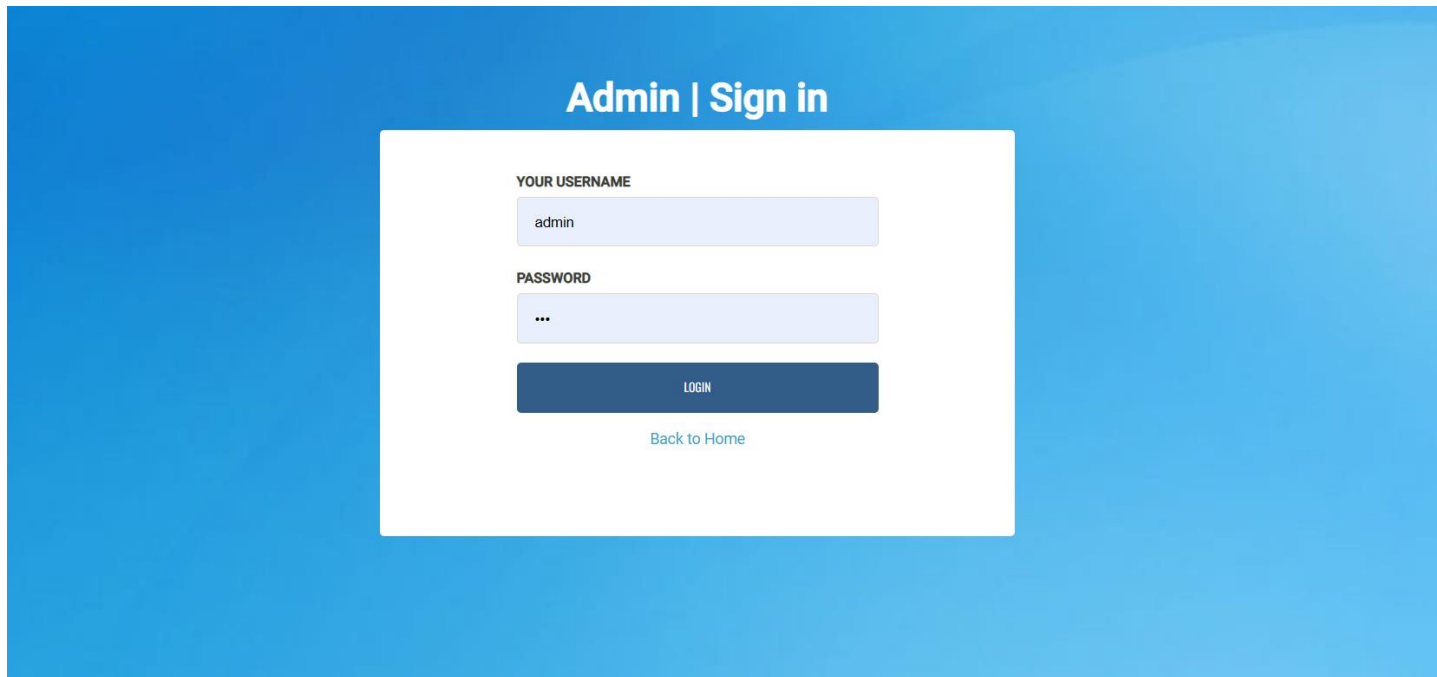 Admin | Sign in
YOUR USERNAME
admin
PASSWORD
•••
LOGIN
Back to Home